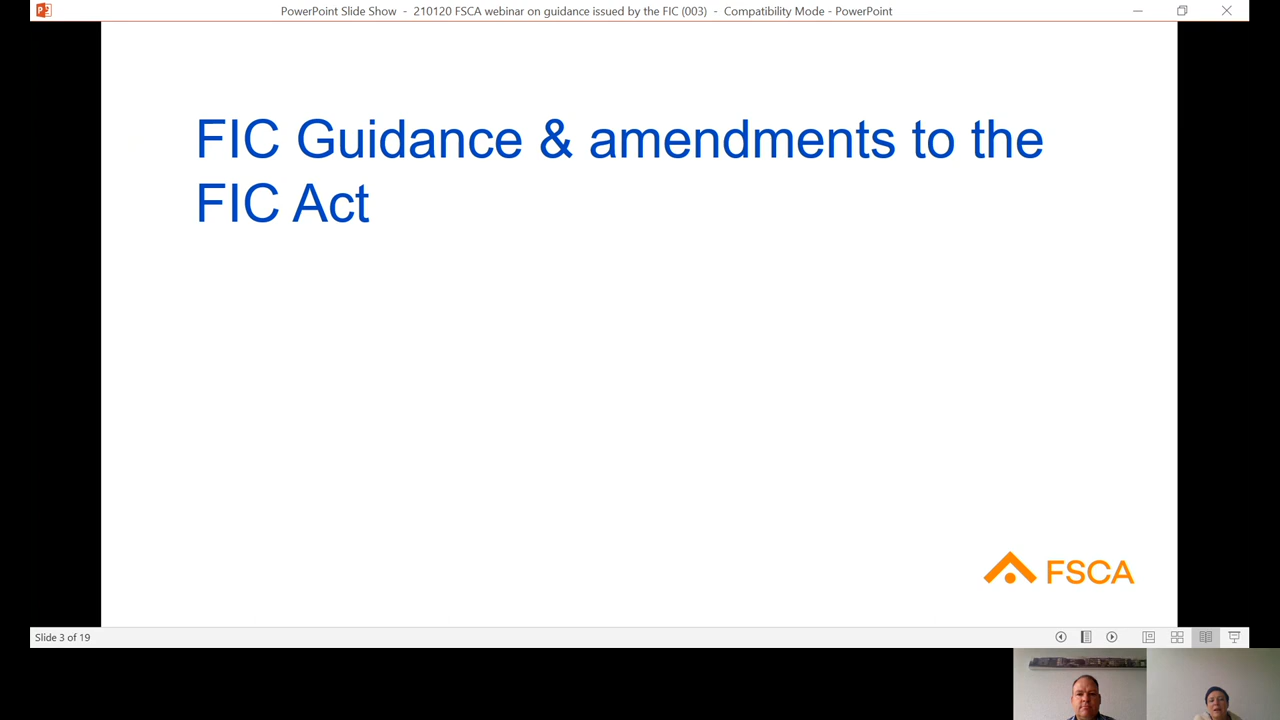 PowerPoint Slide Show - 210120 FSCA webinar on guidance issued by the FIC (003) - Compatibility Mode - PowerPoint
FIC Guidance & amendments to the
FIC Act
FSCA
Slide 3 of 19